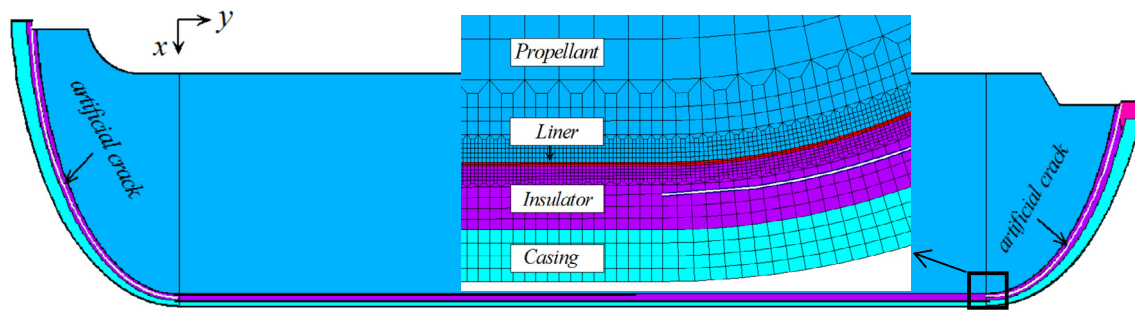 y
x
Propellant
Liner
Insulator
Casing
artificial crack
artificial crack